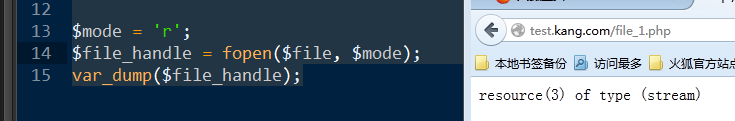 12
13 $mode = 'r';
14 $file_handle = fopen($file, $mode);
15 var_dump($file_handle);
test.kang.com/file_1.php
本地书签备份 访问最多 火狐官方站点
resource(3) of type (stream)